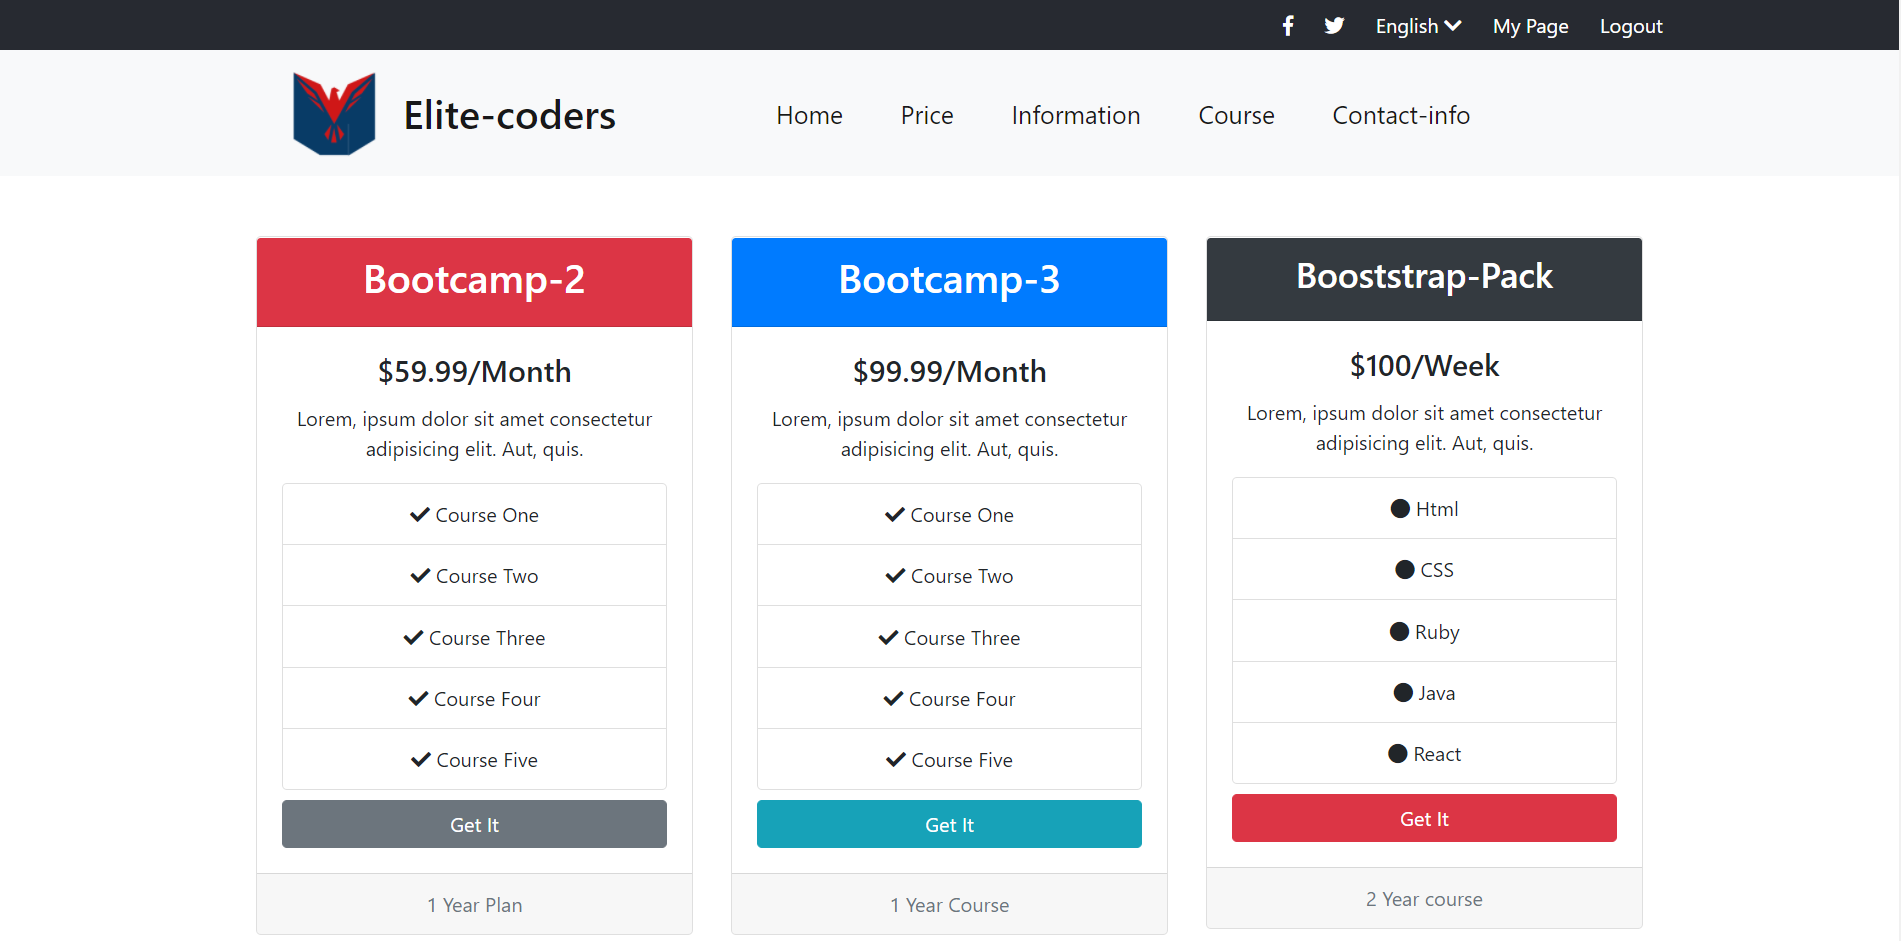 English My Page Logout
Elite-coders
Home Price Information Course Contact-info
Bootcamp-2
$59.99/Month
Lorem, ipsum dolor sit amet consectetur
adipisicing elit. Aut, quis.
Course One
Course Two
Course Three
Course Four
Course Five
Get It
1 Year Plan
Bootcamp-3
$99.99/Month
Lorem, ipsum dolor sit amet consectetur
adipisicing elit. Aut, quis.
Course One
Course Two
Course Three
Course Four
Course Five
Get It
1 Year Course
Booststrap-Pack
$100/Week
Lorem, ipsum dolor sit amet consectetur
adipisicing elit. Aut, quis.
Html
CSS
Ruby
Java
React
Get It
2 Year course